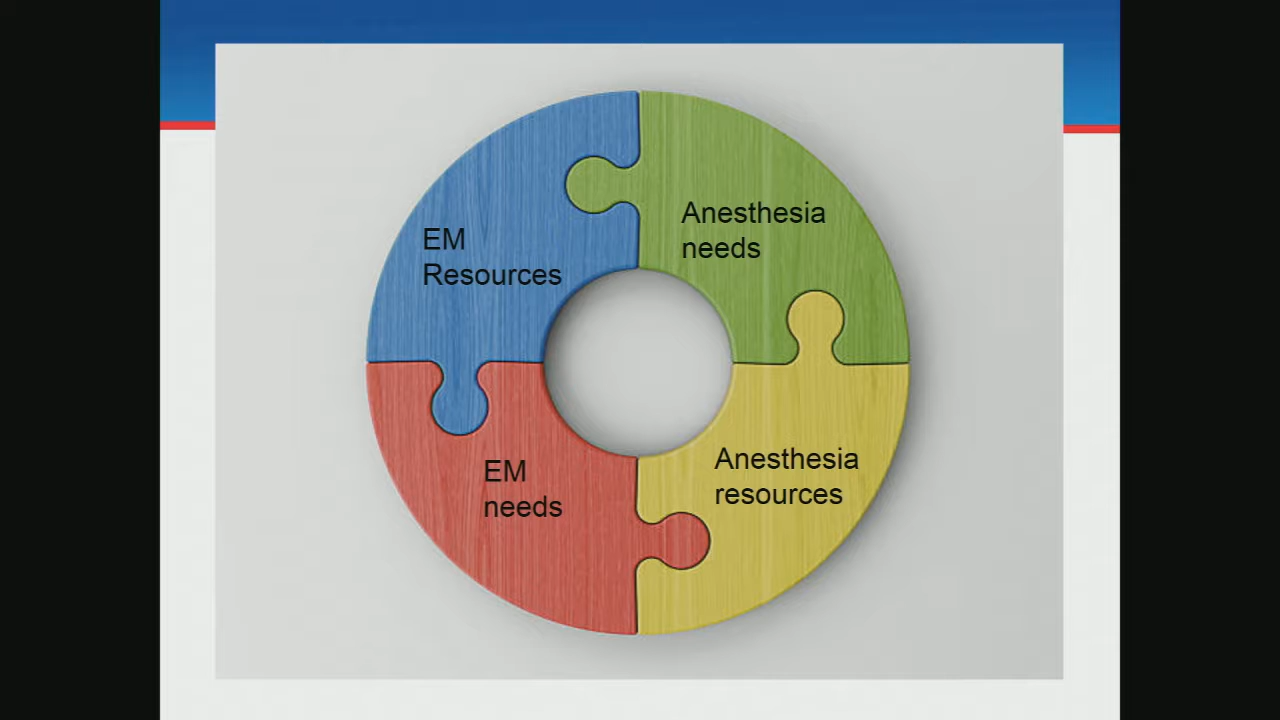 EM
Resources
Anesthesia
needs
EM
needs
Anesthesia
resources